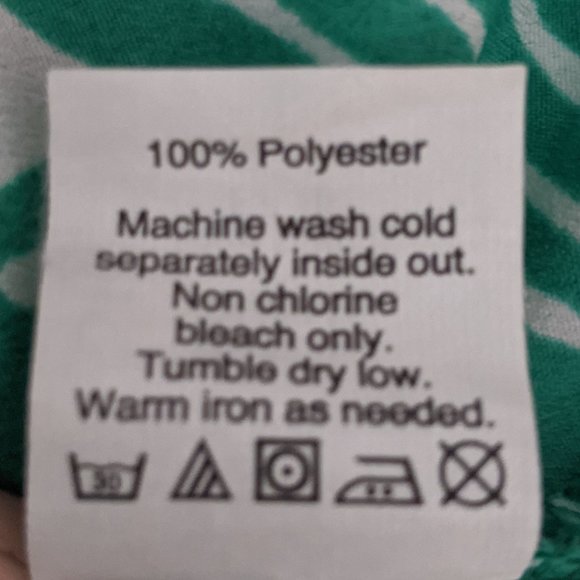 100% Polyester
Machine wash cold
separately inside out.
Non chlorine
bleach only.
Tumble dry low.
Warm iron as needed.
30